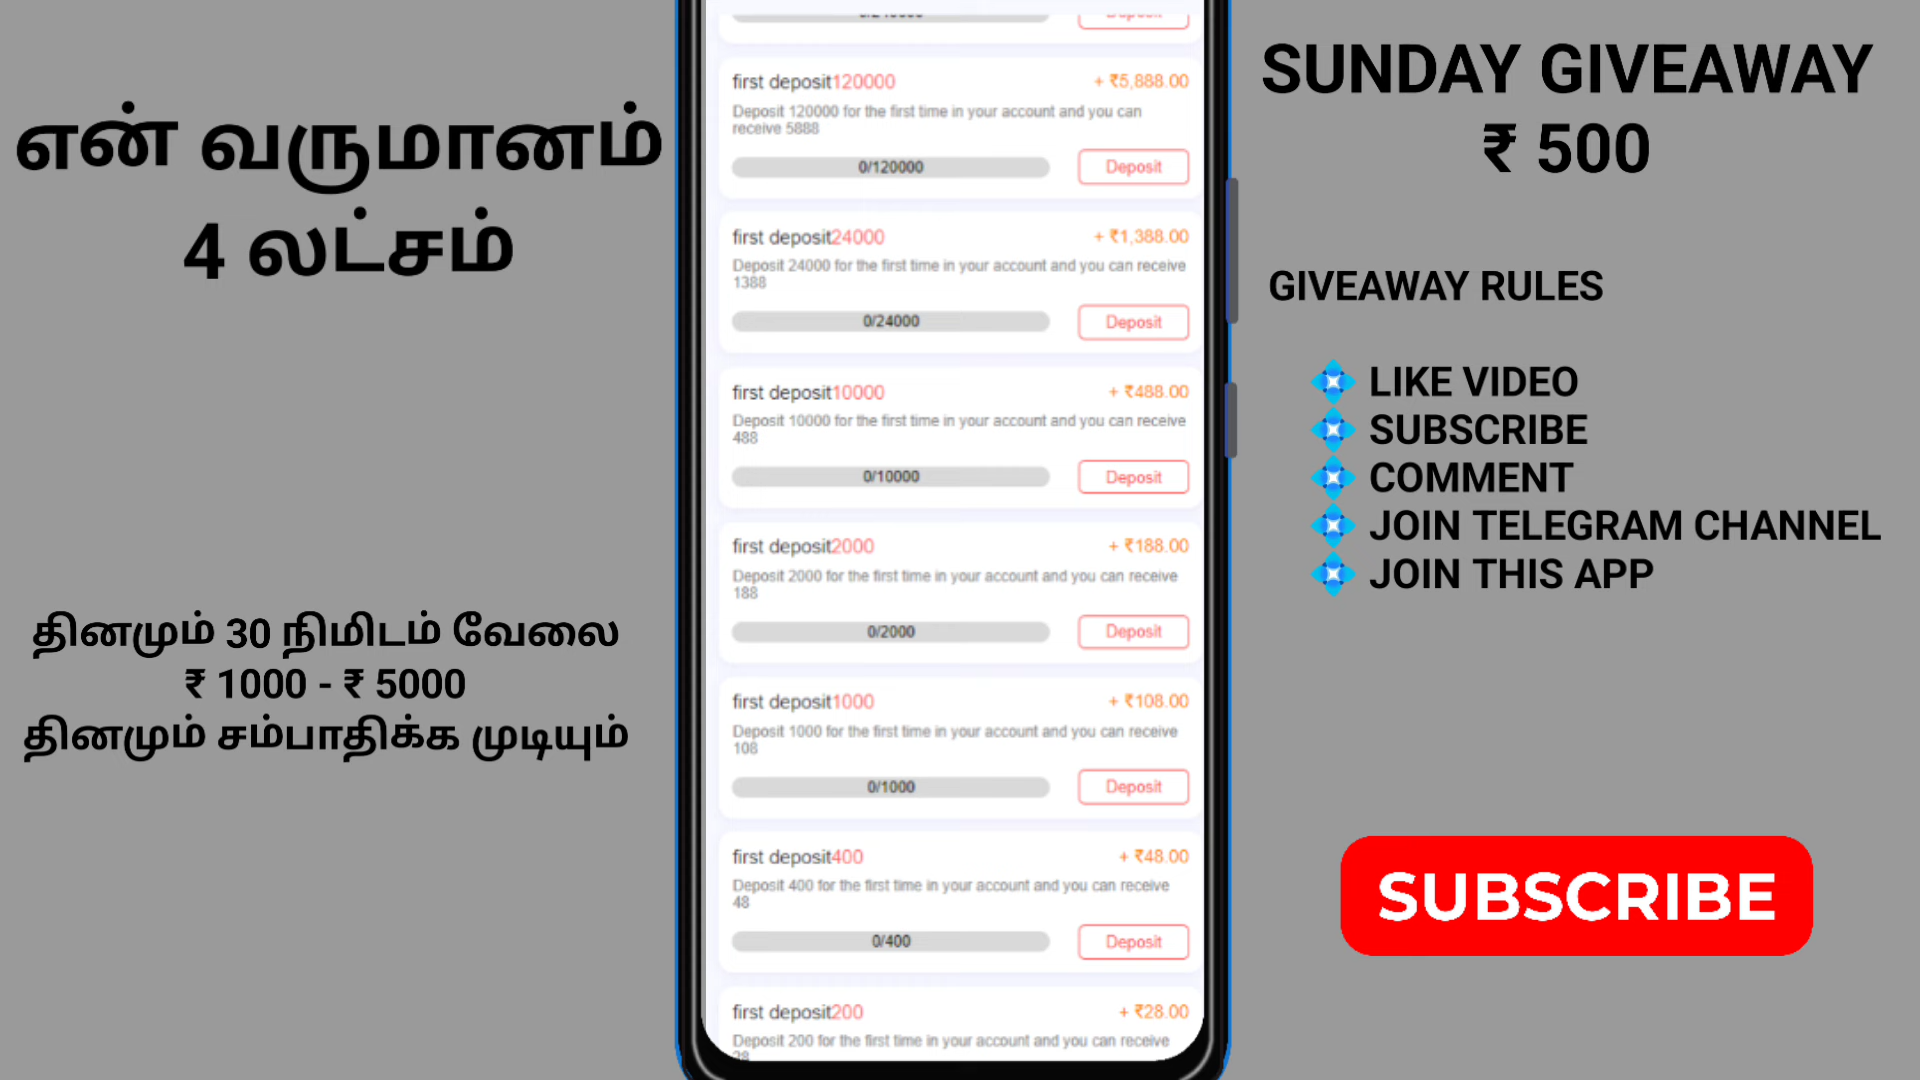 என் வருமானம்
4 லட்சம்
தினமும் 30 நிமிடம் வேலை
₹ 1000 - ₹ 5000
தினமும் சம்பாதிக்க முடியும்
Deposit
first deposit120000 + ₹5,888.00
Deposit 120000 for the first time in your account and you can
receive 5888
0/120000 Deposit
first deposit24000 + ₹1,388.00
Deposit 24000 for the first time in your account and you can receive
1388
0/24000 Deposit
first deposit10000 + ₹488.00
Deposit 10000 for the first time in your account and you can receive
488
0/10000 Deposit
first deposit2000 + ₹188.00
Deposit 2000 for the first time in your account and you can receive
188
0/2000 Deposit
first deposit1000 + ₹108.00
Deposit 1000 for the first time in your account and you can receive
108
0/1000 Deposit
first deposit400 + ₹48.00
Deposit 400 for the first time in your account and you can receive
48
0/400 Deposit
first deposit200 + ₹28.00
Deposit 200 for the first time in your account and you can receive
28
SUNDAY GIVEAWAY
₹ 500
GIVEAWAY RULES
LIKE VIDEO
SUBSCRIBE
COMMENT
JOIN TELEGRAM CHANNEL
JOIN THIS APP
SUBSCRIBE